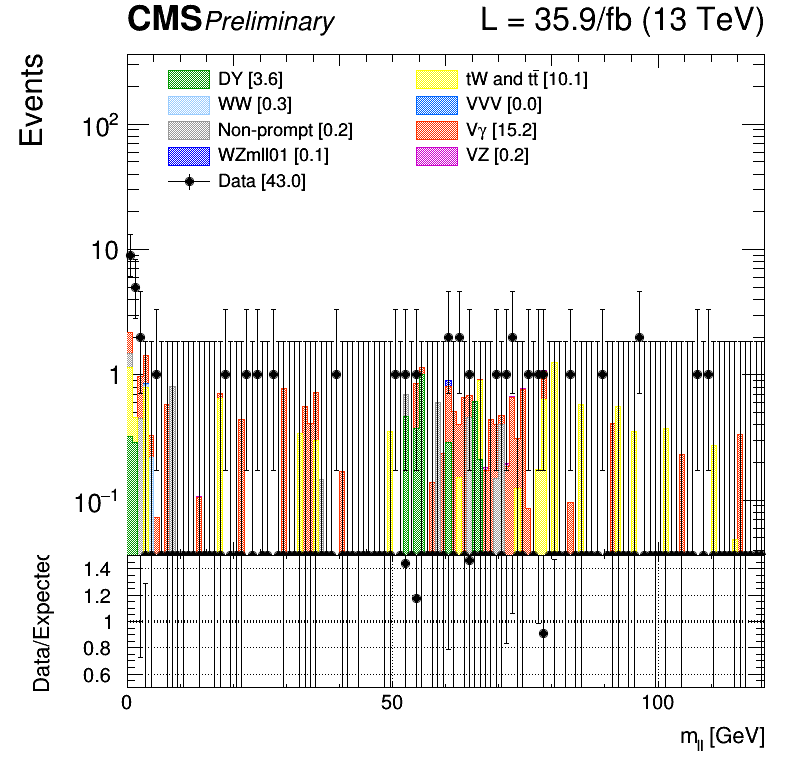 CMS Preliminary L = 35.9/fb (13 TeV)
Events
DY [3.6]
tW and tt̄ [10.1]
WW [0.3]
VVV [0.0]
Non-prompt [0.2]
Vγ [15.2]
WZmll01 [0.1]
VZ [0.2]
Data [43.0]
10²
10
1
10⁻¹
Data/Expected
1.4
1.2
1
0.8
0.6
0 50 100
m_ll [GeV]